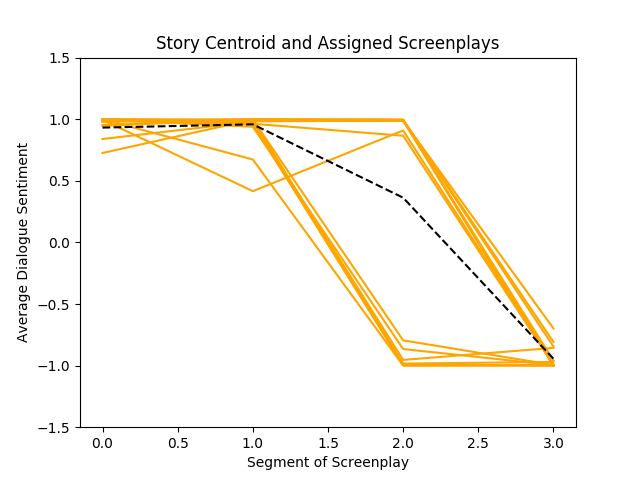 Story Centroid and Assigned Screenplays
1.5
1.0
0.5
0.0
−0.5
−1.0
−1.5
Average Dialogue Sentiment
0.0 0.5 1.0 1.5 2.0 2.5 3.0
Segment of Screenplay